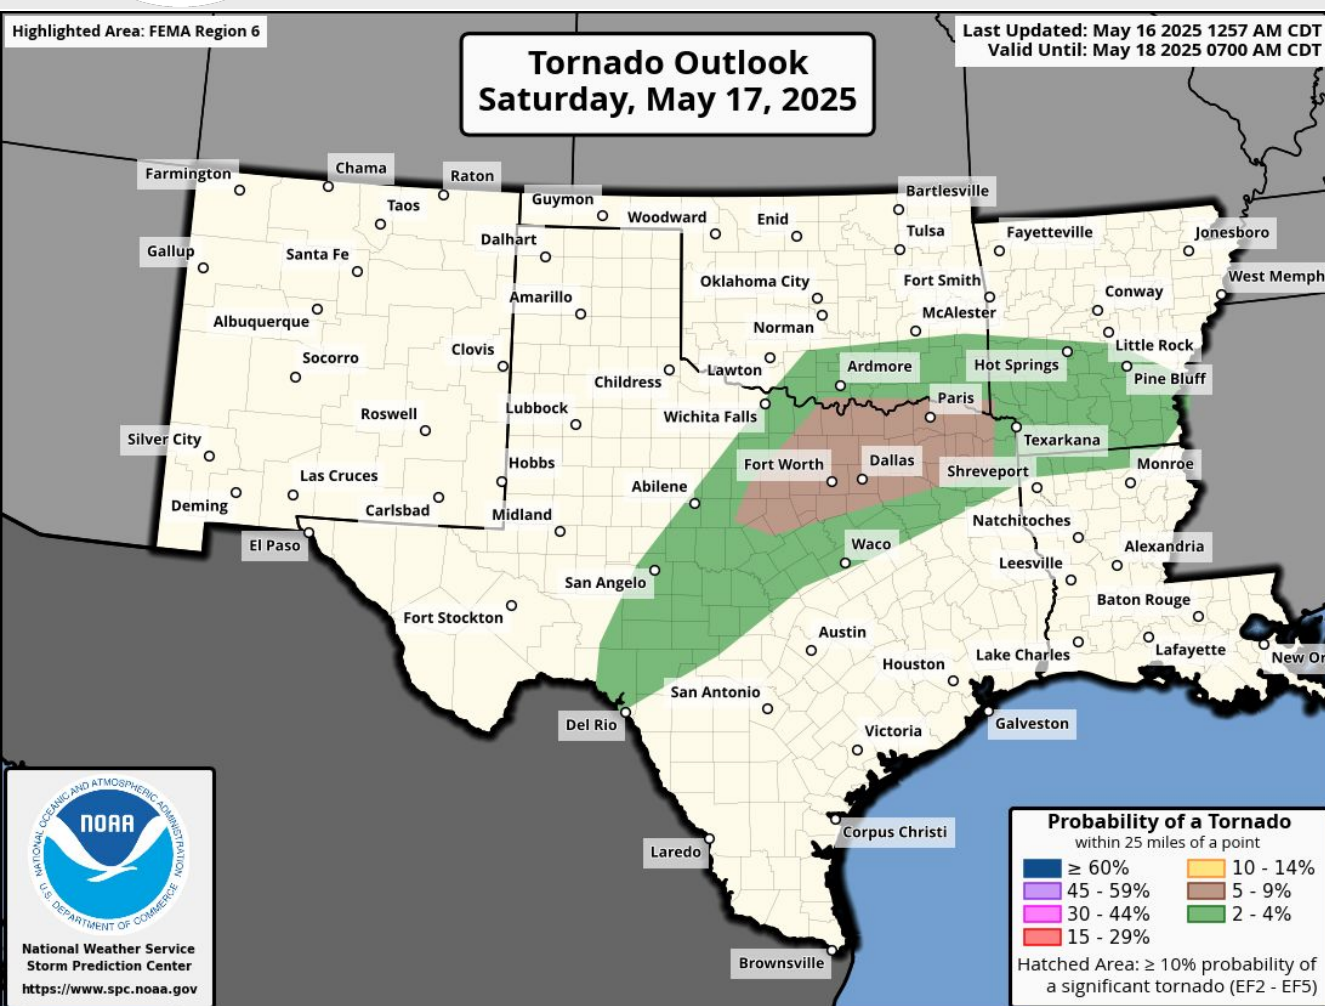 Highlighted Area: FEMA Region 6
Last Updated: May 16 2025 1257 AM CDT
Valid Until: May 18 2025 0700 AM CDT
Tornado Outlook
Saturday, May 17, 2025
Farmington
Chama
Raton
Taos
Guymon
Woodward
Enid
Bartlesville
Tulsa
Fayetteville
Jonesboro
Gallup
Santa Fe
Dalhart
Oklahoma City
Fort Smith
West Memph
Albuquerque
Amarillo
Norman
McAlester
Conway
Little Rock
Socorro
Clovis
Childress
Lawton
Ardmore
Hot Springs
Pine Bluff
Roswell
Lubbock
Wichita Falls
Paris
Texarkana
Silver City
Las Cruces
Hobbs
Fort Worth
Dallas
Shreveport
Monroe
Deming
Carlsbad
Midland
Abilene
Natchitoches
El Paso
San Angelo
Waco
Leesville
Alexandria
Fort Stockton
Austin
Baton Rouge
Houston
Lake Charles
Lafayette
New Or
Del Rio
San Antonio
Galveston
Victoria
Laredo
Corpus Christi
Brownsville
NATIONAL OCEANIC AND ATMOSPHERIC ADMINISTRATION
NOAA
U.S. DEPARTMENT OF COMMERCE
National Weather Service
Storm Prediction Center
https://www.spc.noaa.gov
Probability of a Tornado
within 25 miles of a point
≥ 60%
10 - 14%
45 - 59%
5 - 9%
30 - 44%
2 - 4%
15 - 29%
Hatched Area: ≥ 10% probability of
a significant tornado (EF2 - EF5)